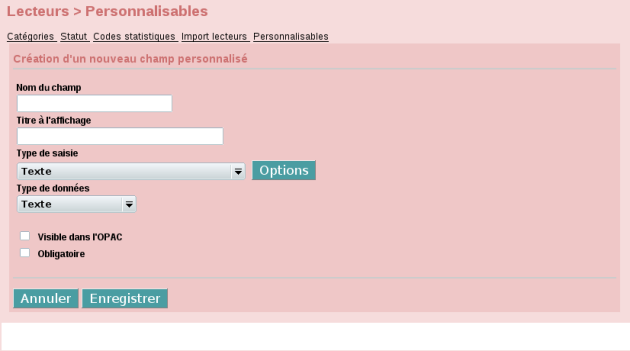 Lecteurs > Personnalisables
Catégories Statut Codes statistiques Import lecteurs Personnalisables
Création d'un nouveau champ personnalisé
Nom du champ
Titre à l'affichage
Type de saisie
Texte Options
Type de données
Texte
Visible dans l'OPAC
Obligatoire
Annuler Enregistrer